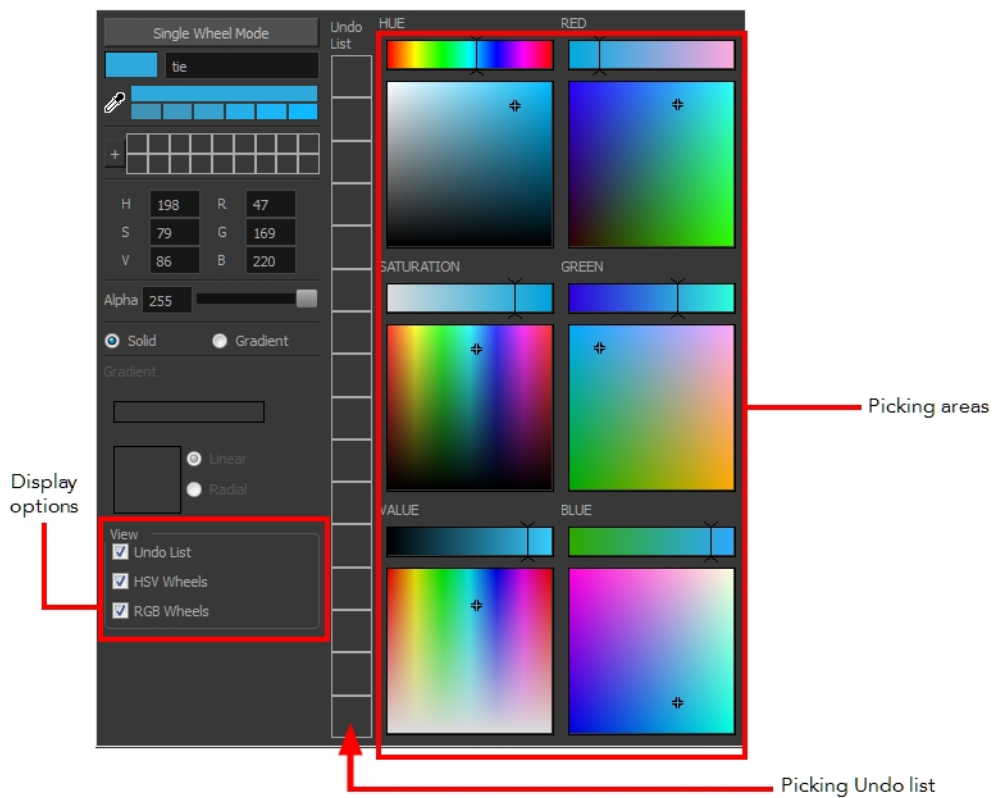 Single Wheel Mode
tie
H 198 R 47
S 79 G 169
V 86 B 220
Alpha 255
Solid Gradient
Gradient
Linear
Radial
View
Undo List
HSV Wheels
RGB Wheels
Undo
List
HUE RED
SATURATION GREEN
VALUE BLUE
Display
options
Picking areas
Picking Undo list